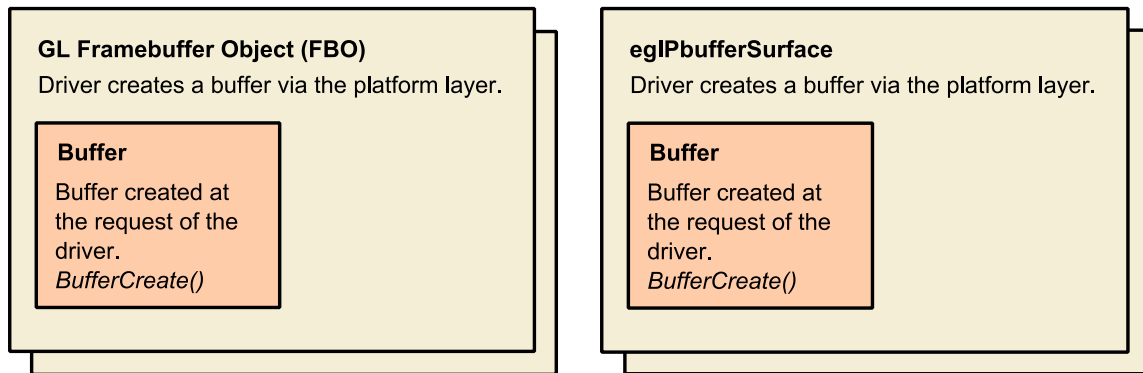 GL Framebuffer Object (FBO)
Driver creates a buffer via the platform layer.
Buffer
Buffer created at
the request of the
driver.
BufferCreate()
eglPbufferSurface
Driver creates a buffer via the platform layer.
Buffer
Buffer created at
the request of the
driver.
BufferCreate()